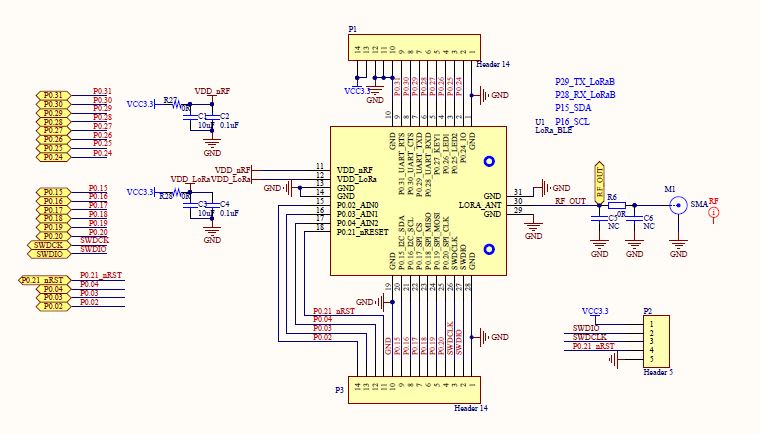 P1
14 13 12 11 10 9 8 7 6 5 4 3 2 1
Header 14
VCC3.3
GND
P0.31 P0.30 P0.29 P0.28 P0.27 P0.26 P0.25 P0.24
GND
P29_TX_LoRaB
P28_RX_LoRaB
P15_SDA
P16_SCL
U1
LoRa_BLE
P0.31 P0.31
P0.30 P0.30
P0.29 P0.29
P0.28 P0.28
P0.27 P0.27
P0.26 P0.26
P0.25 P0.25
P0.24 P0.24
VCC3.3 R27 0R VDD_nRF
C1 10uF C2 0.1uF
GND
P0.15 P0.15
P0.16 P0.16
P0.17 P0.17
P0.18 P0.18
P0.19 P0.19
P0.20 P0.20
SWDCK SWDCK
SWDIO SWDIO
VCC3.3 R28 0R VDD_LoRa
C3 10uF C4 0.1uF
GND
P0.21_nRST P0.21_nRST
P0.04 P0.04
P0.03 P0.03
P0.02 P0.02
10 9 8 7 6 5 4 3 2 1
GND P0.31_UART_RTS P0.30_UART_CTS P0.29_UART_TXD P0.28_UART_RXD P0.27_KEY1 P0.26_LED1 P0.25_LED2 P0.24_IO GND
VDD_nRF 11 VDD_nRF
VDD_LoRa 12 VDD_LoRa
GND 13 GND
14 GND
15 P0.02_AIN0
16 P0.03_AIN1
17 P0.04_AIN2
18 P0.21_nRESET
GND 31 GND
LORA_ANT 30 RF_OUT
GND 29
GND
GND P0.15_I2C_SDA P0.16_I2C_SCL P0.17_SPI_CS P0.18_SPI_MISO P0.19_SPI_MOSI P0.20_SPI_CLK SWDCLK SWDIO GND
19 20 21 22 23 24 25 26 27 28
RF_OUT
R6
0R
C5
NC
C6
NC
M1
SMA
RF
1
GND GND GND
GND
P0.21_nRST
P0.04
P0.03
P0.02
GND P0.15 P0.16 P0.17 P0.18 P0.19 P0.20 SWDCLK SWDIO
GND
P3
14 13 12 11 10 9 8 7 6 5 4 3 2 1
Header 14
VCC3.3
P2
1
SWDIO 2
SWDCLK 3
P0.21_nRST 4
5
GND
Header 5